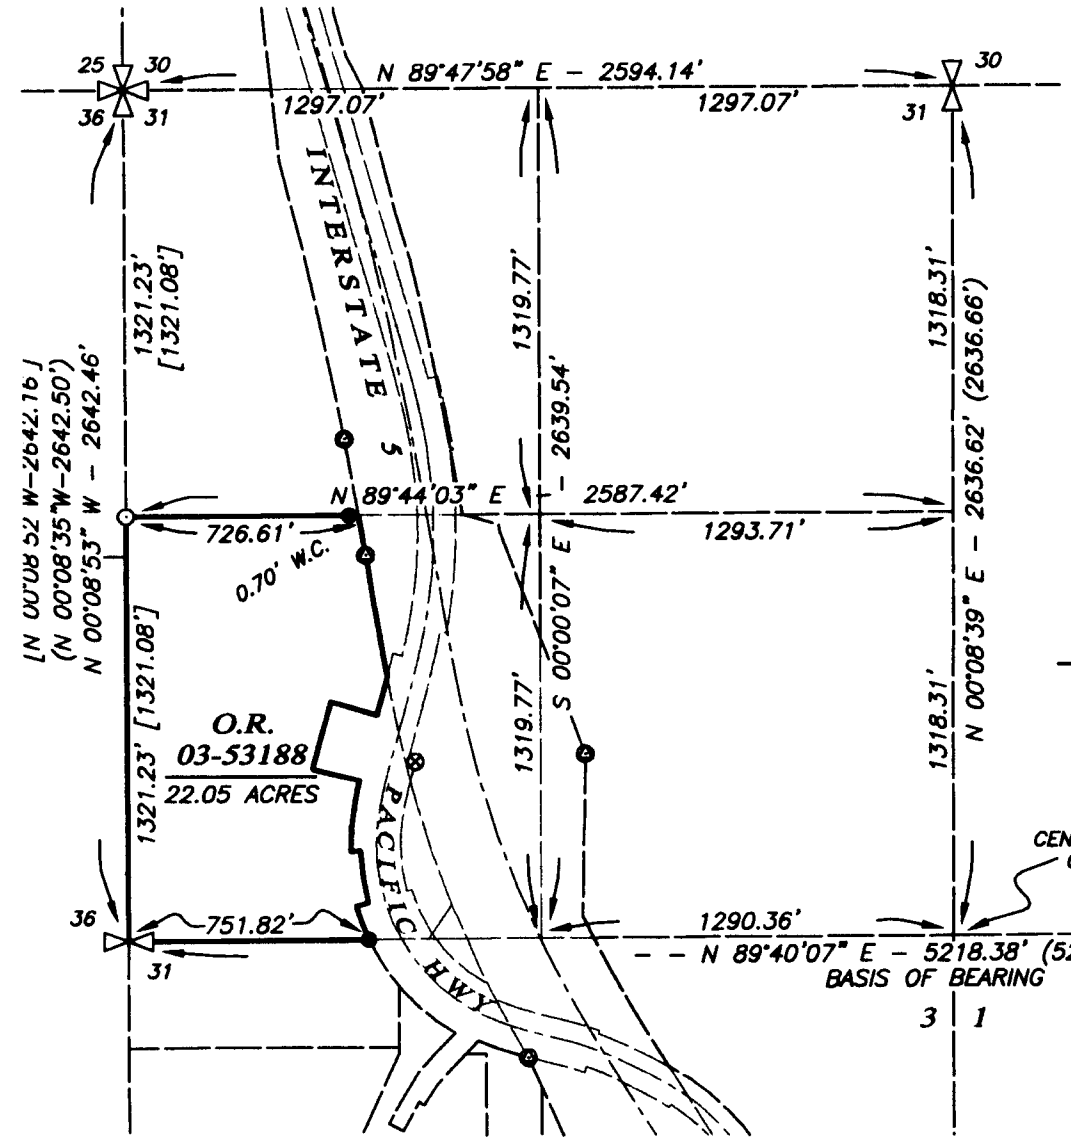 25 30
36 31
N 89°47'58" E - 2594.14'
1297.07'
1297.07'
30
31
INTERSTATE 5
1321.23'
[1321.08']
1319.77'
1318.31'
[N 00°08'52 W-2642.16]
(N 00°08'35"W-2642.50')
N 00°08'53" W - 2642.46'
S 00°00'07" E - 2639.54'
N 00°08'39" E - 2636.62' (2636.66')
N 89°44'03" E - 2587.42'
726.61'
1293.71'
0.70' W.C.
1321.23' [1321.08']
1319.77'
1318.31'
O.R.
03-53188
22.05 ACRES
PACIFIC HWY
CEN
36
31
751.82'
1290.36'
- - N 89°40'07" E - 5218.38' (52
BASIS OF BEARING
3 1